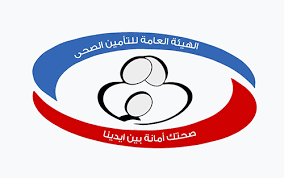 الهيئة العامة للتأمين الصحى
صحتك أمانة بين ايدينا